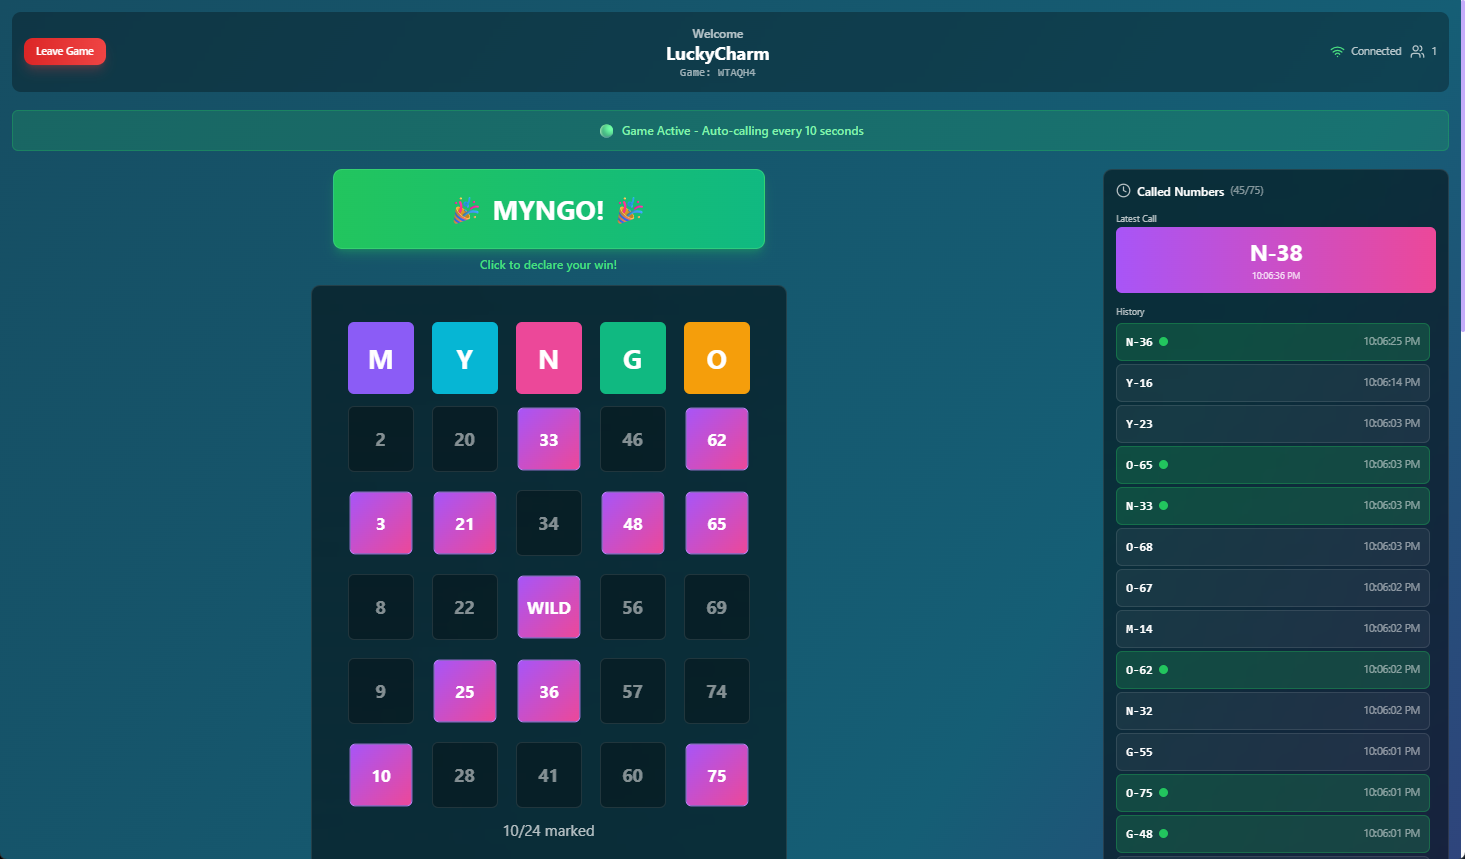 Leave Game
Welcome
LuckyCharm
Game: WTAQH4
Connected 1
Game Active - Auto-calling every 10 seconds
🎉 MYNGO! 🎉
Click to declare your win!
M Y N G O
2 20 33 46 62
3 21 34 48 65
8 22 WILD 56 69
9 25 36 57 74
10 28 41 60 75
10/24 marked
Called Numbers (45/75)
Latest Call
N-38
10:06:36 PM
History
N-36 10:06:25 PM
Y-16 10:06:14 PM
Y-23 10:06:03 PM
O-65 10:06:03 PM
N-33 10:06:03 PM
O-68 10:06:03 PM
O-67 10:06:02 PM
M-14 10:06:02 PM
O-62 10:06:02 PM
N-32 10:06:02 PM
G-55 10:06:01 PM
O-75 10:06:01 PM
G-48 10:06:01 PM